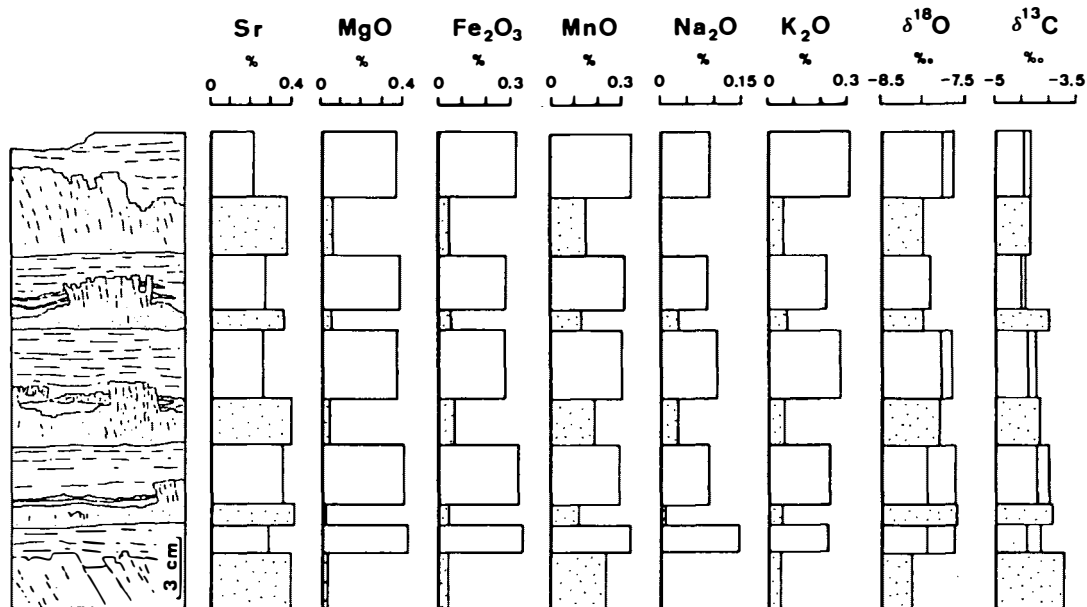 Sr MgO Fe₂O₃ MnO Na₂O K₂O δ¹⁸O δ¹³C
% % % % % % ‰ ‰
0 0.4 0 0.4 0 0.3 0 0.3 0 0.15 0 0.3 -8.5 -7.5 -5 -3.5
3 cm